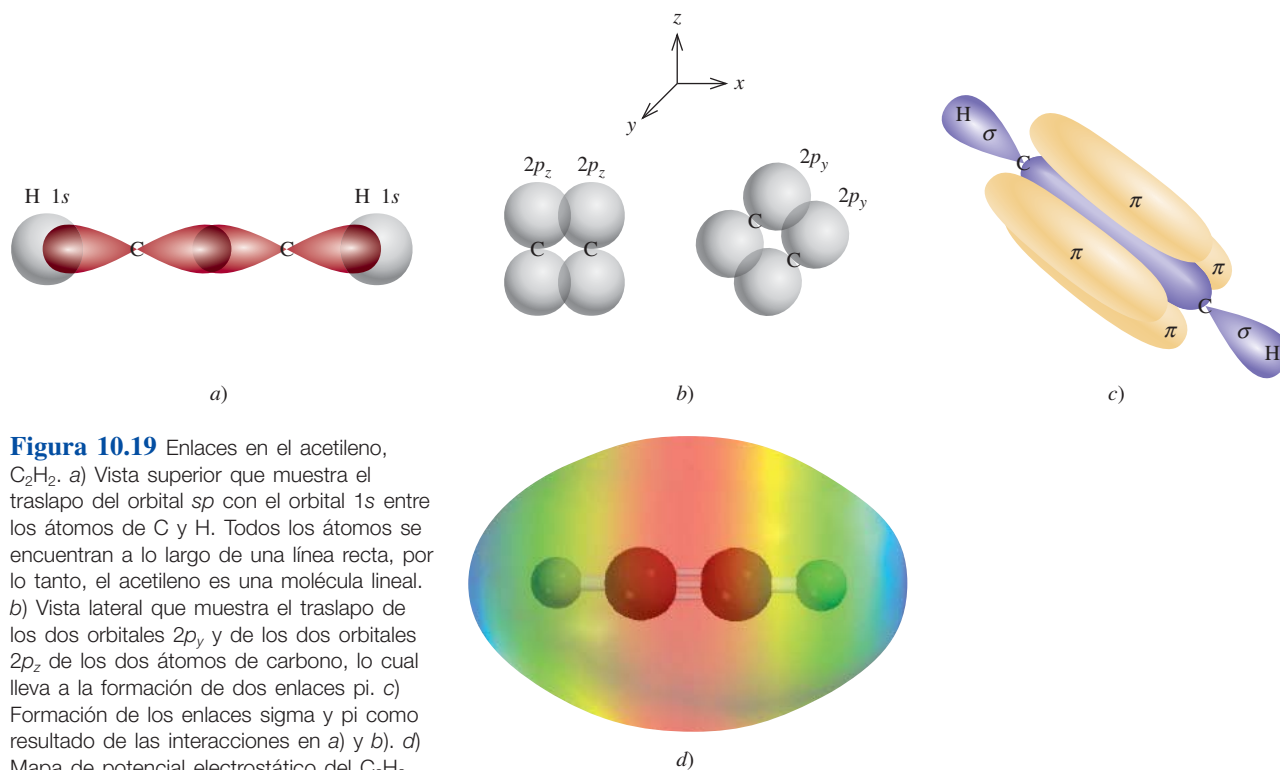 z
x
y
H 1s
H 1s
C
C
a)
2pz 2pz
C C
2py
2py
C
C
b)
H
σ
C
π
π
π
π
C
σ
H
c)
Figura 10.19 Enlaces en el acetileno,
C₂H₂. a) Vista superior que muestra el
traslapo del orbital sp con el orbital 1s entre
los átomos de C y H. Todos los átomos se
encuentran a lo largo de una línea recta, por
lo tanto, el acetileno es una molécula lineal.
b) Vista lateral que muestra el traslapo de
los dos orbitales 2py y de los dos orbitales
2pz de los dos átomos de carbono, lo cual
lleva a la formación de dos enlaces pi. c)
Formación de los enlaces sigma y pi como
resultado de las interacciones en a) y b). d)
Mapa de potencial electrostático del C₂H₂.
d)